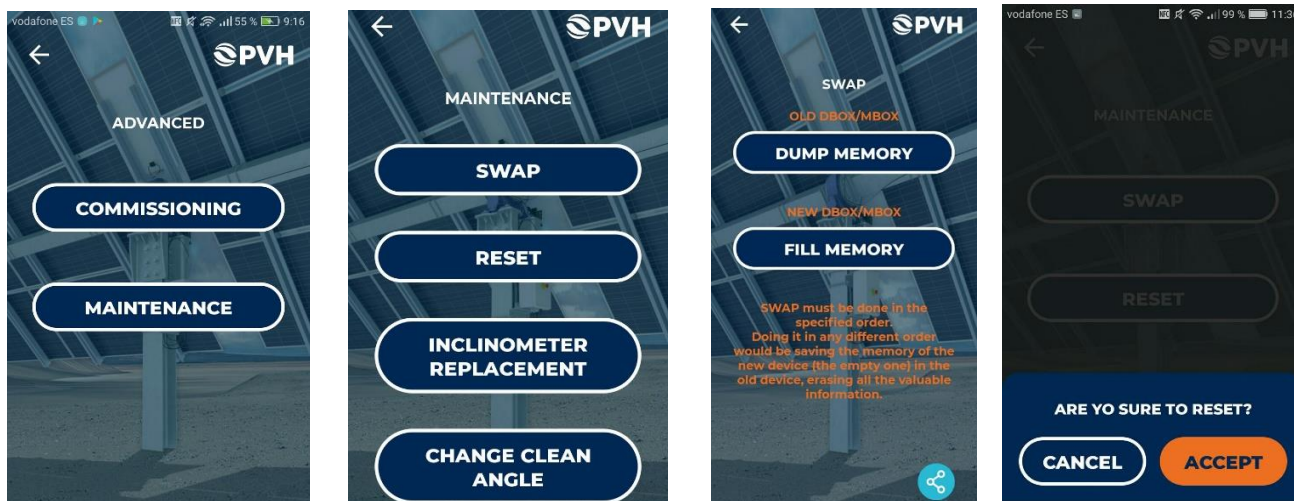 vodafone ES
55 % 9:16
PVH
ADVANCED
COMMISSIONING
MAINTENANCE
PVH
MAINTENANCE
SWAP
RESET
INCLINOMETER
REPLACEMENT
CHANGE CLEAN
ANGLE
PVH
SWAP
OLD DBOX/MBOX
DUMP MEMORY
NEW DBOX/MBOX
FILL MEMORY
SWAP must be done in the
specified order.
Doing it in any different order
would be saving the memory of the
new device (the empty one) in the
old device, erasing all the valuable
information.
vodafone ES
99 %
PVH
MAINTENANCE
SWAP
RESET
ARE YO SURE TO RESET?
CANCEL
ACCEPT